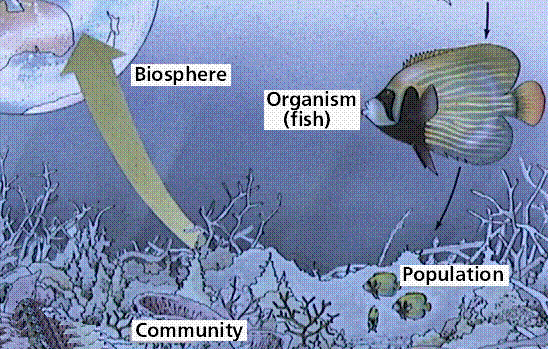 Biosphere
Organism
(fish)
Population
Community